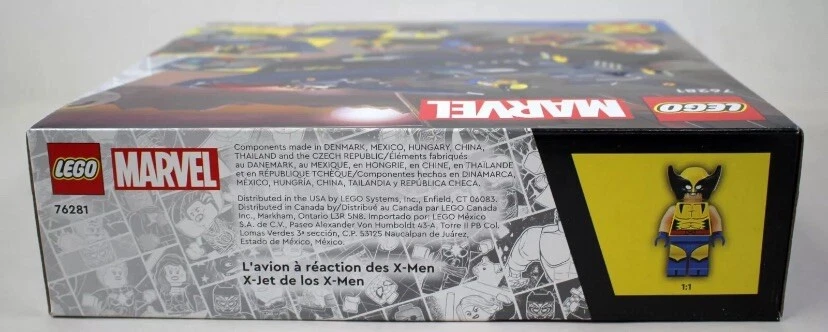 76281
LEGO
MARVEL
LEGO
MARVEL
76281
Components made in DENMARK, MEXICO, HUNGARY, CHINA,
THAILAND and the CZECH REPUBLIC/Éléments fabriqués
au DANEMARK, au MEXIQUE, en HONGRIE, en CHINE, en THAÏLANDE
et en RÉPUBLIQUE TCHÈQUE/Componentes hechos en DINAMARCA,
MÉXICO, HUNGRÍA, CHINA, TAILANDIA y REPÚBLICA CHECA.
Distributed in the USA by LEGO Systems, Inc., Enfield, CT 06083.
Distributed in Canada by/Distribué au Canada par LEGO Canada
Inc., Markham, Ontario L3R 5N8. Importado por: LEGO México
S.A. de C.V., Paseo Alexander Von Humboldt 43-A, Torre II PB Col.
Lomas Verdes 3ª sección, C.P. 53125 Naucalpan de Juárez,
Estado de México, México.
L'avion à réaction des X-Men
X-Jet de los X-Men
1:1